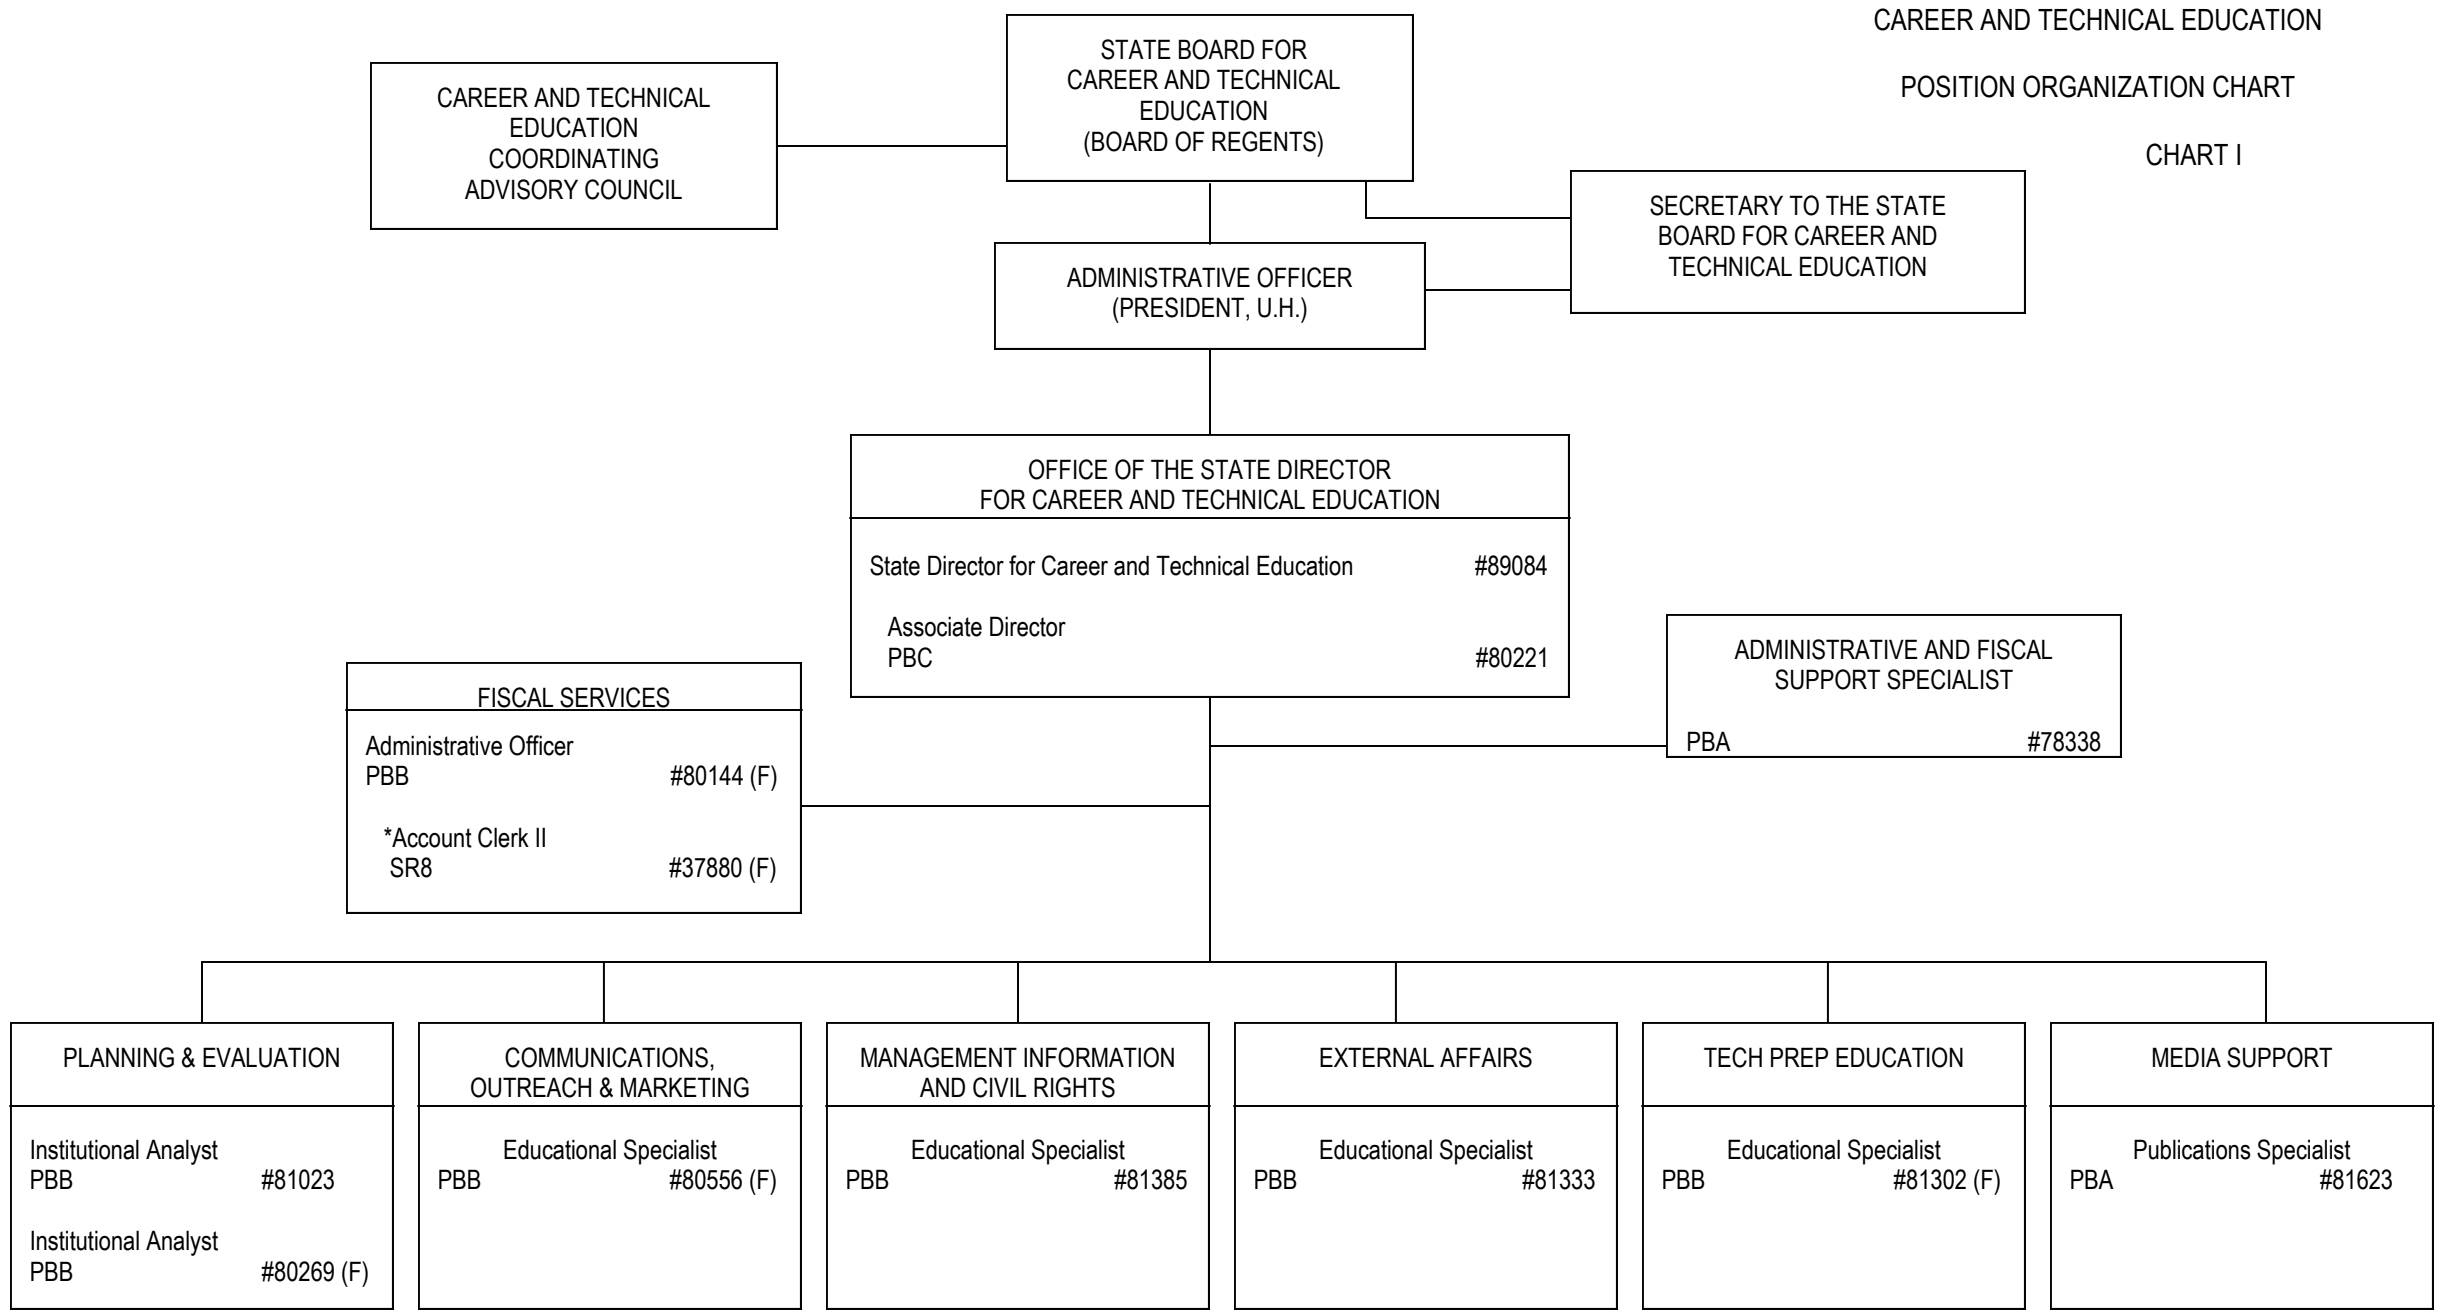 CAREER AND TECHNICAL EDUCATION
POSITION ORGANIZATION CHART
CHART I
STATE BOARD FOR
CAREER AND TECHNICAL
EDUCATION
(BOARD OF REGENTS)
CAREER AND TECHNICAL
EDUCATION
COORDINATING
ADVISORY COUNCIL
SECRETARY TO THE STATE
BOARD FOR CAREER AND
TECHNICAL EDUCATION
ADMINISTRATIVE OFFICER
(PRESIDENT, U.H.)
OFFICE OF THE STATE DIRECTOR
FOR CAREER AND TECHNICAL EDUCATION
State Director for Career and Technical Education #89084
Associate Director
PBC #80221
ADMINISTRATIVE AND FISCAL
SUPPORT SPECIALIST
PBA #78338
FISCAL SERVICES
Administrative Officer
PBB #80144 (F)
*Account Clerk II
SR8 #37880 (F)
PLANNING & EVALUATION
Institutional Analyst
PBB #81023
Institutional Analyst
PBB #80269 (F)
COMMUNICATIONS,
OUTREACH & MARKETING
Educational Specialist
PBB #80556 (F)
MANAGEMENT INFORMATION
AND CIVIL RIGHTS
Educational Specialist
PBB #81385
EXTERNAL AFFAIRS
Educational Specialist
PBB #81333
TECH PREP EDUCATION
Educational Specialist
PBB #81302 (F)
MEDIA SUPPORT
Publications Specialist
PBA #81623